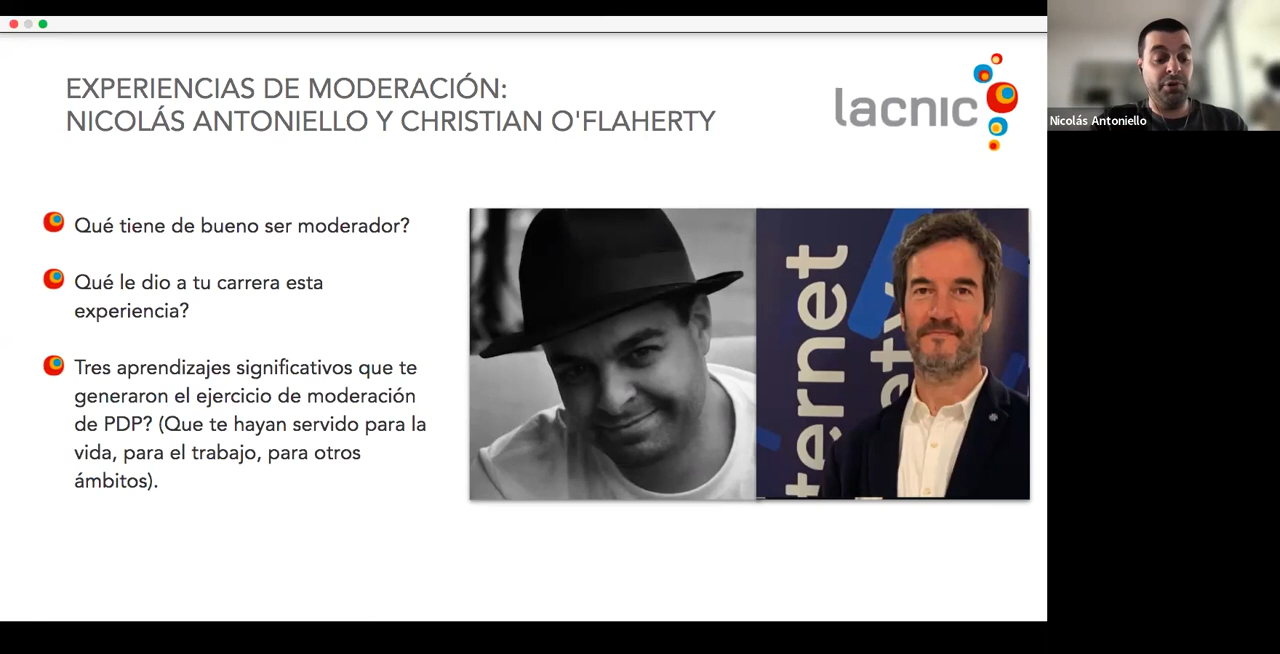 EXPERIENCIAS DE MODERACIÓN:
NICOLÁS ANTONIELLO Y CHRISTIAN O'FLAHERTY
lacnic
Nicolás Antoniello
Qué tiene de bueno ser moderador?
Qué le dio a tu carrera esta
experiencia?
Tres aprendizajes significativos que te
generaron el ejercicio de moderación
de PDP? (Que te hayan servido para la
vida, para el trabajo, para otros
ámbitos).
ternet
ety